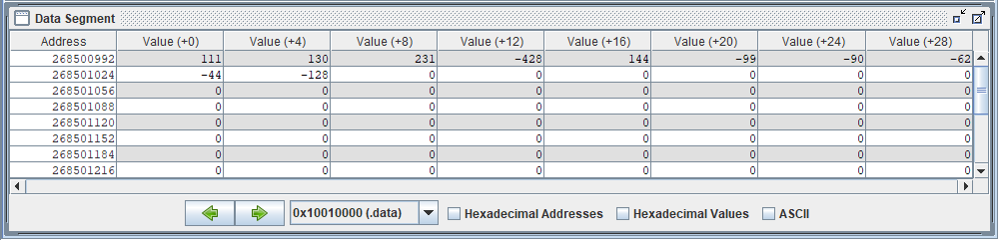 Data Segment
Address Value (+0) Value (+4) Value (+8) Value (+12) Value (+16) Value (+20) Value (+24) Value (+28)
268500992 111 130 231 -428 144 -99 -90 -62
268501024 -44 -128 0 0 0 0 0 0
268501056 0 0 0 0 0 0 0 0
268501088 0 0 0 0 0 0 0 0
268501120 0 0 0 0 0 0 0 0
268501152 0 0 0 0 0 0 0 0
268501184 0 0 0 0 0 0 0 0
268501216 0 0 0 0 0 0 0 0
0x10010000 (.data) Hexadecimal Addresses Hexadecimal Values ASCII